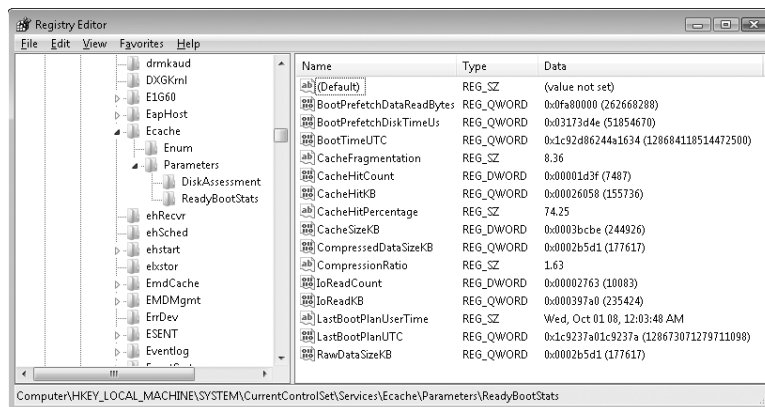 Registry Editor
File Edit View Favorites Help
drmkaud
DXGKrnl
E1G60
EapHost
Ecache
Enum
Parameters
DiskAssessment
ReadyBootStats
ehRecvr
ehSched
ehstart
elxstor
EmdCache
EMDMgmt
ErrDev
ESENT
Eventlog
Name Type Data
(Default) REG_SZ (value not set)
BootPrefetchDataReadBytes REG_QWORD 0x0fa80000 (262668288)
BootPrefetchDiskTimeUs REG_QWORD 0x03173d4e (51854670)
BootTimeUTC REG_QWORD 0x1c92d86244a1634 (128684118514472500)
CacheFragmentation REG_SZ 8.36
CacheHitCount REG_DWORD 0x00001d3f (7487)
CacheHitKB REG_QWORD 0x00026058 (155736)
CacheHitPercentage REG_SZ 74.25
CacheSizeKB REG_DWORD 0x0003bcbe (244926)
CompressedDataSizeKB REG_QWORD 0x0002b5d1 (177617)
CompressionRatio REG_SZ 1.63
IoReadCount REG_DWORD 0x00002763 (10083)
IoReadKB REG_QWORD 0x000397a0 (235424)
LastBootPlanUserTime REG_SZ Wed, Oct 01 08, 12:03:48 AM
LastBootPlanUTC REG_QWORD 0x1c9237a01c9237a (128673071279711098)
RawDataSizeKB REG_QWORD 0x0002b5d1 (177617)
Computer\HKEY_LOCAL_MACHINE\SYSTEM\CurrentControlSet\Services\Ecache\Parameters\ReadyBootStats